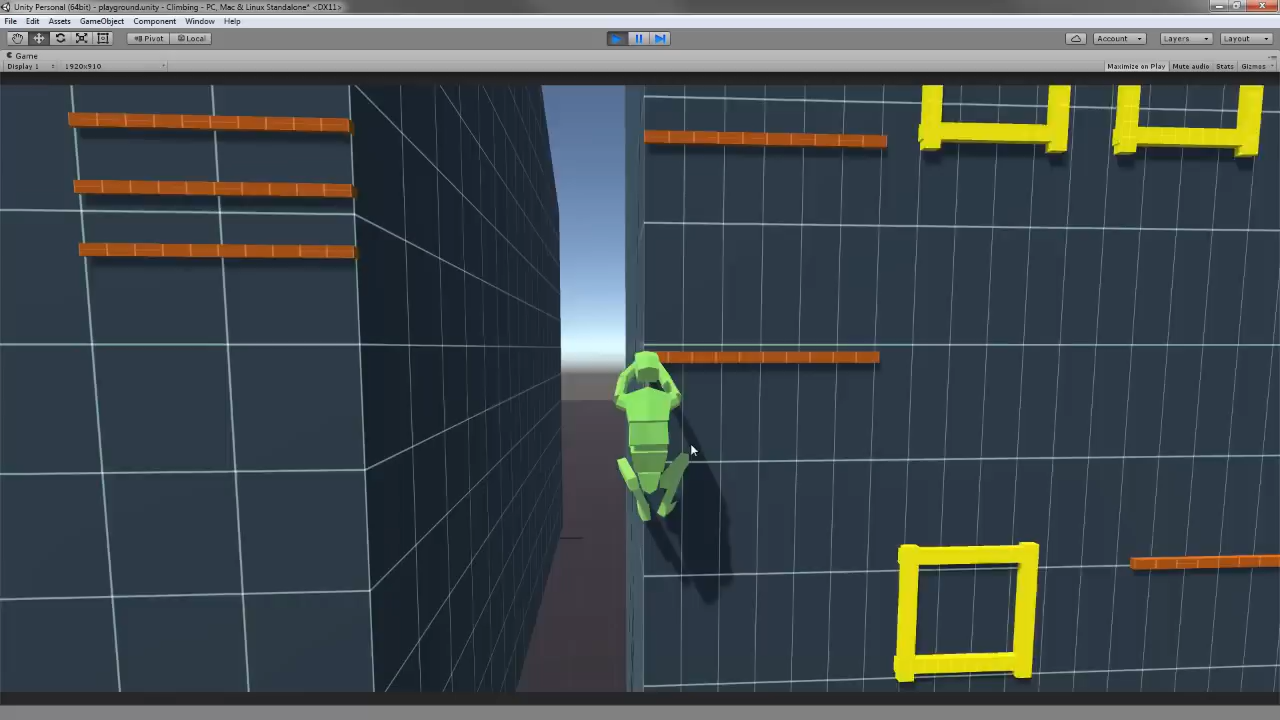 Unity Personal (64bit) - playground.unity - Climbing - PC, Mac & Linux Standalone* <DX11>
File Edit Assets GameObject Component Window Help
Pivot Local Account Layers Layout
Game
Display 1 1920x910 Maximize on Play Mute audio Stats Gizmos